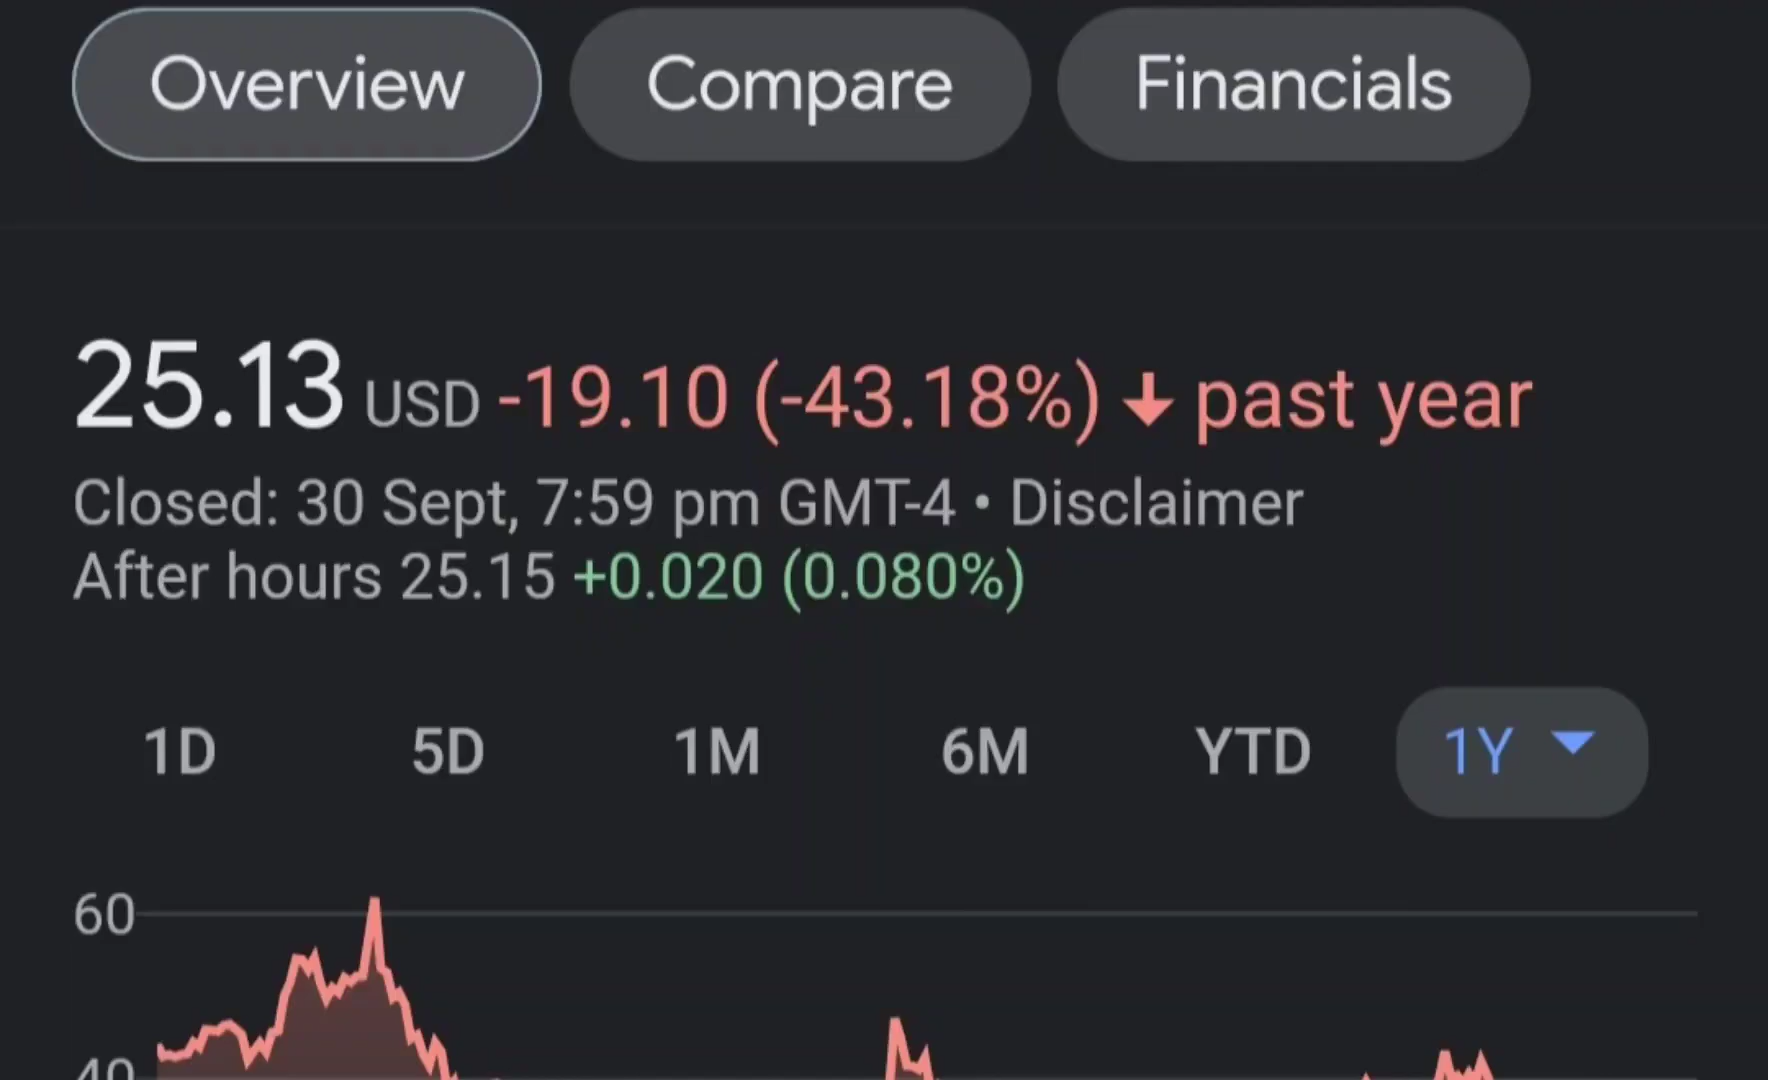 Overview Compare Financials
25.13 USD -19.10 (-43.18%) ↓ past year
Closed: 30 Sept, 7:59 pm GMT-4 • Disclaimer
After hours 25.15 +0.020 (0.080%)
1D 5D 1M 6M YTD 1Y
60
40